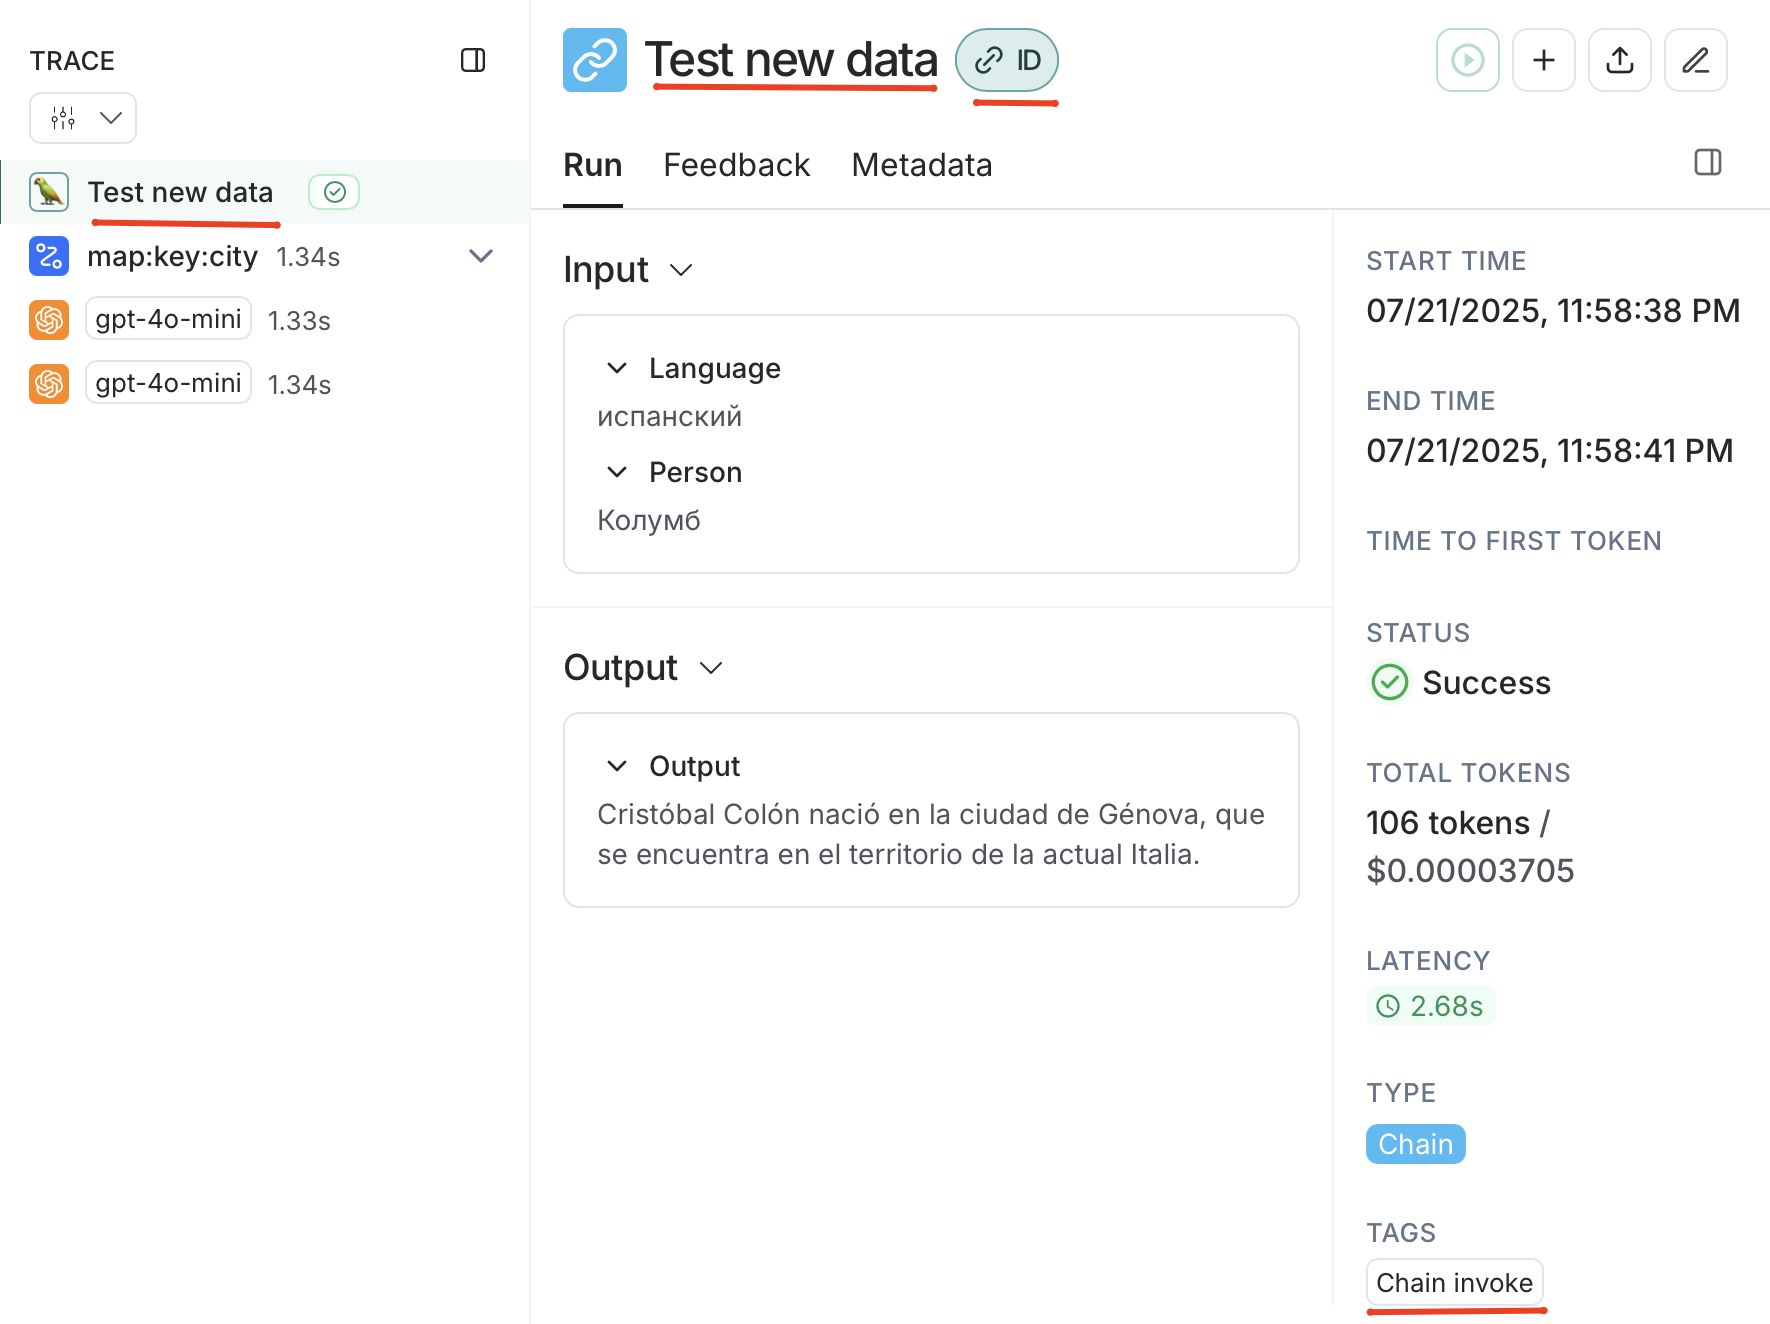 TRACE
Test new data
map:key:city 1.34s
gpt-4o-mini 1.33s
gpt-4o-mini 1.34s
Test new data ID
Run Feedback Metadata
Input
Language
испанский
Person
Колумб
Output
Output
Cristóbal Colón nació en la ciudad de Génova, que
se encuentra en el territorio de la actual Italia.
START TIME
07/21/2025, 11:58:38 PM
END TIME
07/21/2025, 11:58:41 PM
TIME TO FIRST TOKEN
STATUS
Success
TOTAL TOKENS
106 tokens /
$0.00003705
LATENCY
2.68s
TYPE
Chain
TAGS
Chain invoke